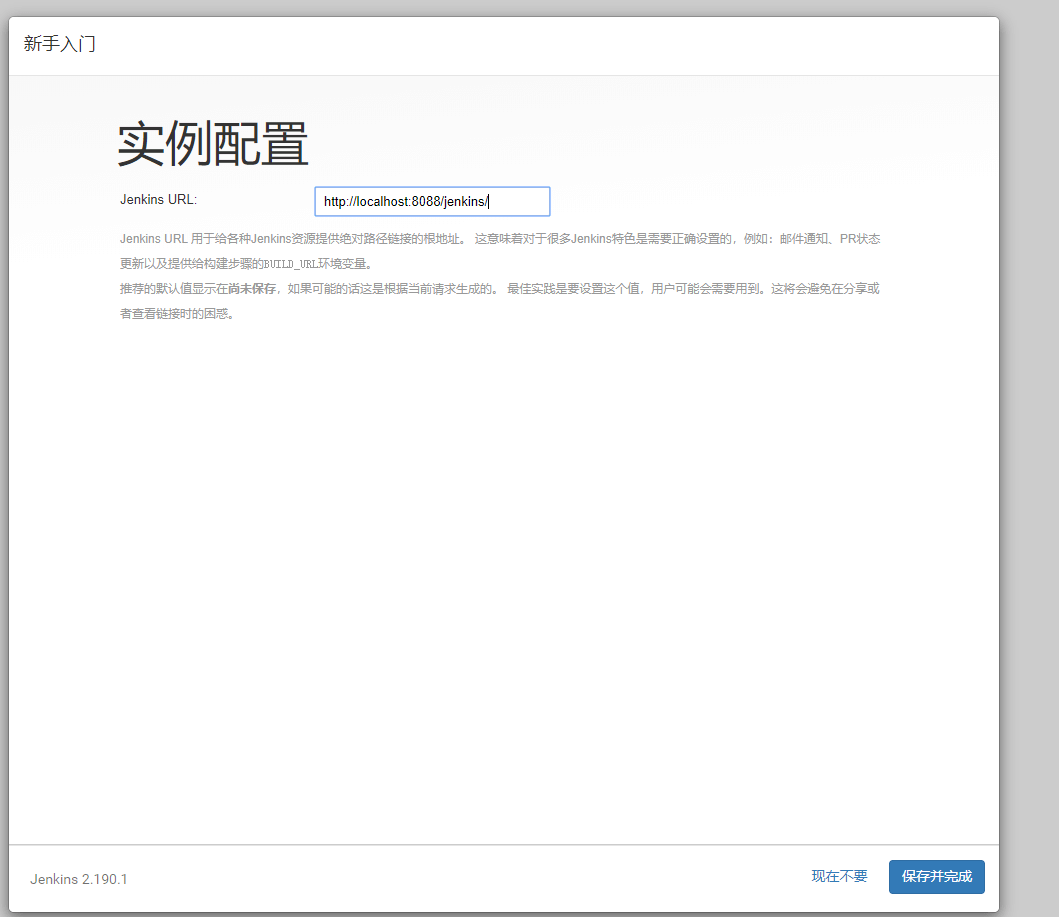 新手入门
实例配置
Jenkins URL:
http://localhost:8088/jenkins/
Jenkins URL 用于给各种Jenkins资源提供绝对路径链接的根地址。 这意味着对于很多Jenkins特色是需要正确设置的，例如：邮件通知、PR状态
更新以及提供给构建步骤的BUILD_URL环境变量。
推荐的默认值显示在尚未保存，如果可能的话这是根据当前请求生成的。 最佳实践是要设置这个值，用户可能会需要用到。这将会避免在分享或
者查看链接时的困惑。
Jenkins 2.190.1
现在不要
保存并完成